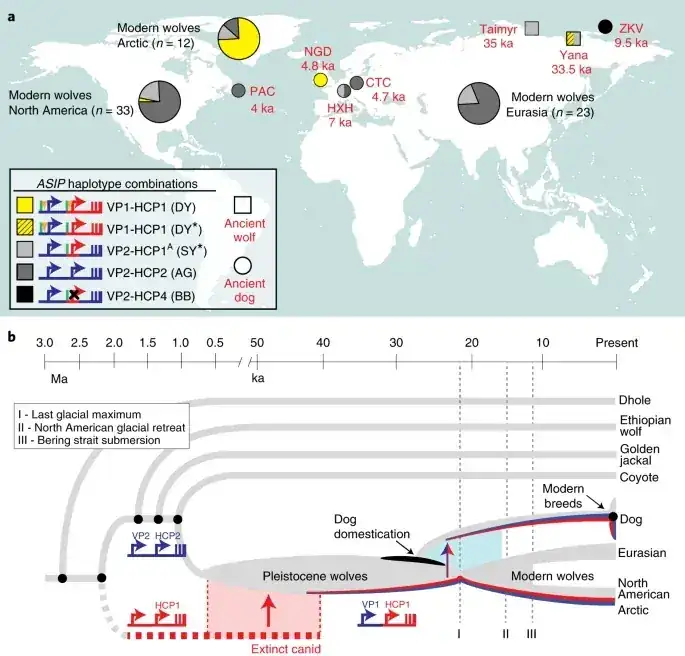 a
Modern wolves
Arctic (n = 12)
Modern wolves
North America (n = 33)
PAC
4 ka
NGD
4.8 ka
HXH
7 ka
CTC
4.7 ka
Taimyr
35 ka
Yana
33.5 ka
ZKV
9.5 ka
Modern wolves
Eurasia (n = 23)
ASIP haplotype combinations
VP1-HCP1 (DY)
VP1-HCP1 (DY*)
VP2-HCP1A (SY*)
VP2-HCP2 (AG)
VP2-HCP4 (BB)
Ancient
wolf
Ancient
dog
b
3.0 2.5 2.0 1.5 1.0 0.5 50 40 30 20 10 Present
Ma ka
I - Last glacial maximum
II - North American glacial retreat
III - Bering strait submersion
Dhole
Ethiopian
wolf
Golden
jackal
Coyote
Modern
breeds
Dog
domestication
Dog
VP2 HCP2
Eurasian
Pleistocene wolves
Modern wolves
North
American
Arctic
HCP1
VP1 HCP1
Extinct canid
I II III